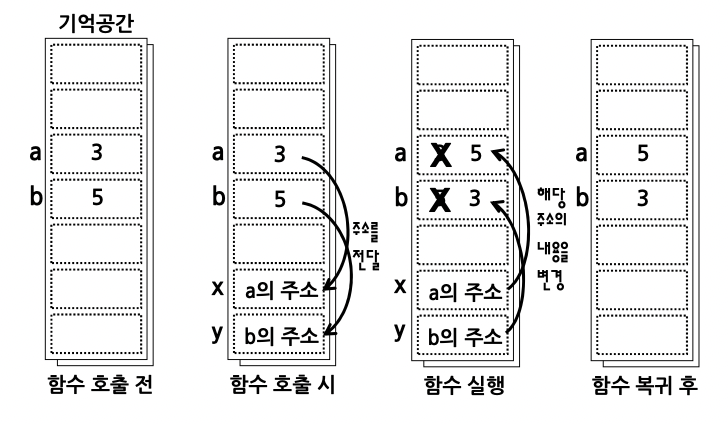 기억공간
a 3
b 5
함수 호출 전
a 3
b 5
주소를
전달
x a의 주소
y b의 주소
함수 호출 시
a X 5
b X 3
해당
주소의
내용을
변경
x a의 주소
y b의 주소
함수 실행
a 5
b 3
함수 복귀 후